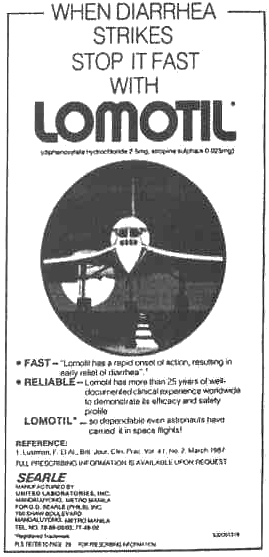 WHEN DIARRHEA
STRIKES
STOP IT FAST
WITH
LOMOTIL®
(diphenoxylate hydrochloride 2.5mg, atropine sulphate 0.025mg)
• FAST – "Lomotil has a rapid onset of action, resulting in
early relief of diarrhea".¹
• RELIABLE – Lomotil has more than 25 years of well-
documented clinical experience worldwide
to demonstrate its efficacy and safety
profile
LOMOTIL® – so dependable even astronauts have
carried it in space flights!
REFERENCE:
1. Lustman, F. Et Al., Brit. Jour. Clin. Prac. Vol. 41, No. 2, March 1987
FULL PRESCRIBING INFORMATION IS AVAILABLE UPON REQUEST
SEARLE
MANUFACTURED BY
UNITED LABORATORIES, INC.
MANDALUYONG, METRO MANILA
FOR G.D. SEARLE (PHILS), INC.
MANDALUYONG, METRO MANILA
TEL. NO.
*Registered Trademark
PLS. REFER TO PAGE FOR PRESCRIBING INFORMATION